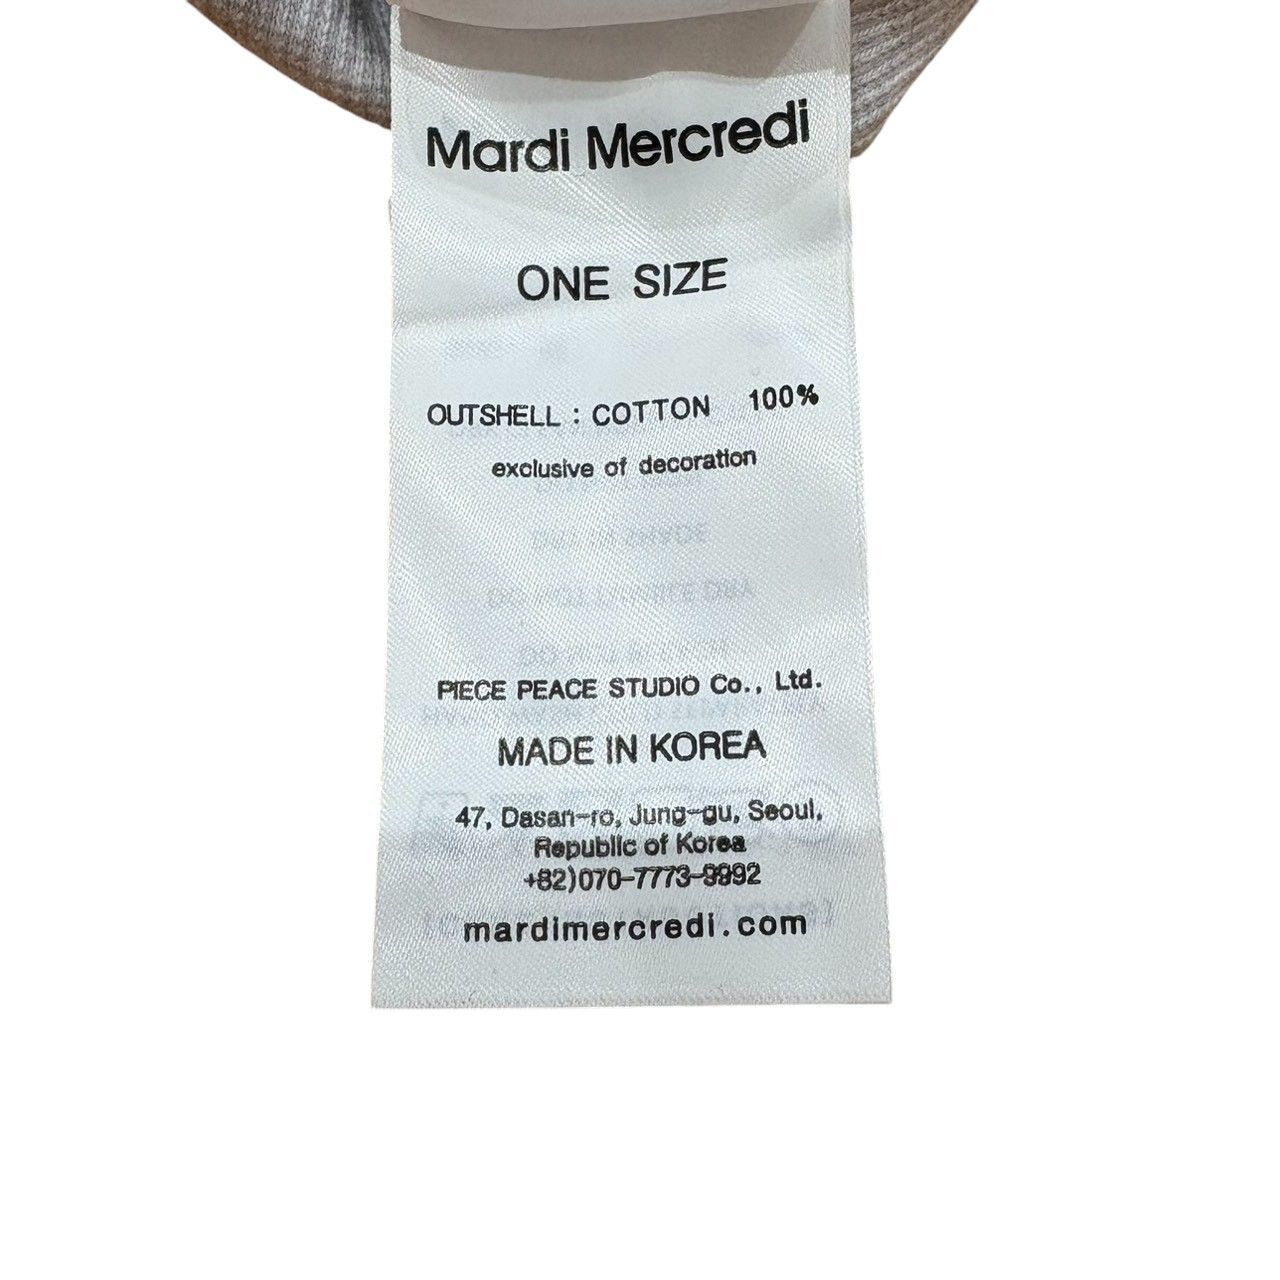 Mardi Mercredi
ONE SIZE
OUTSHELL : COTTON 100%
exclusive of decoration
PIECE PEACE STUDIO Co., Ltd.
MADE IN KOREA
47, Dasan-ro, Jung-gu, Seoul,
Republic of Korea
+82)070-7773-9992
mardimercredi.com